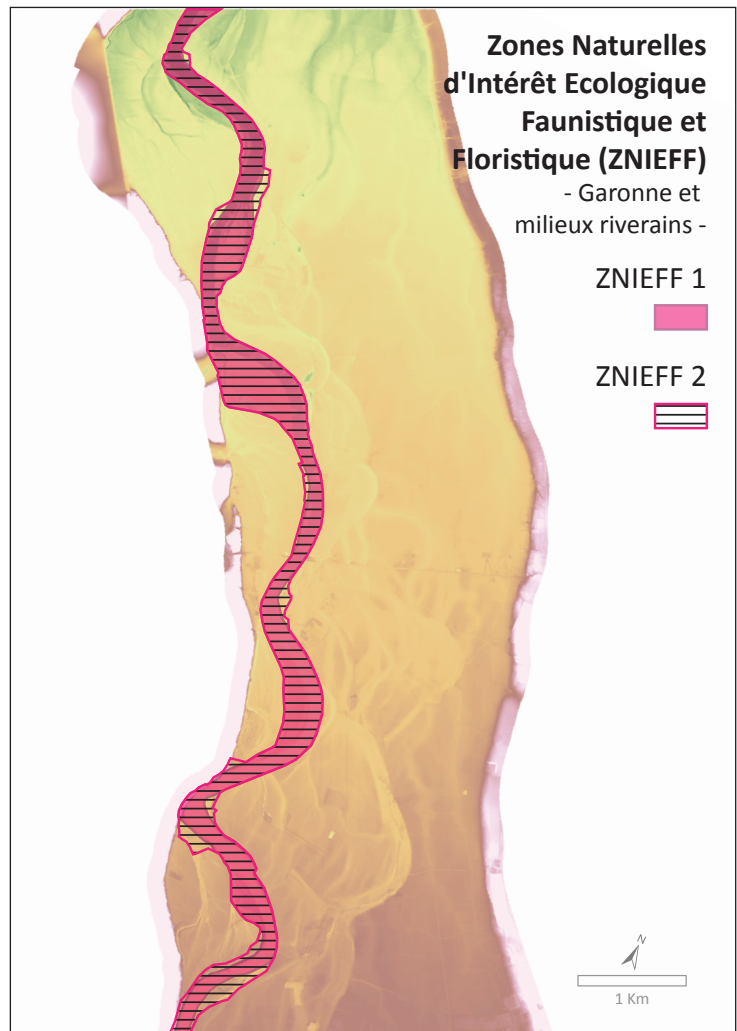 Zones Naturelles
d'Intérêt Ecologique
Faunistique et
Floristique (ZNIEFF)
- Garonne et
milieux riverains -
ZNIEFF 1
ZNIEFF 2
N
1 Km